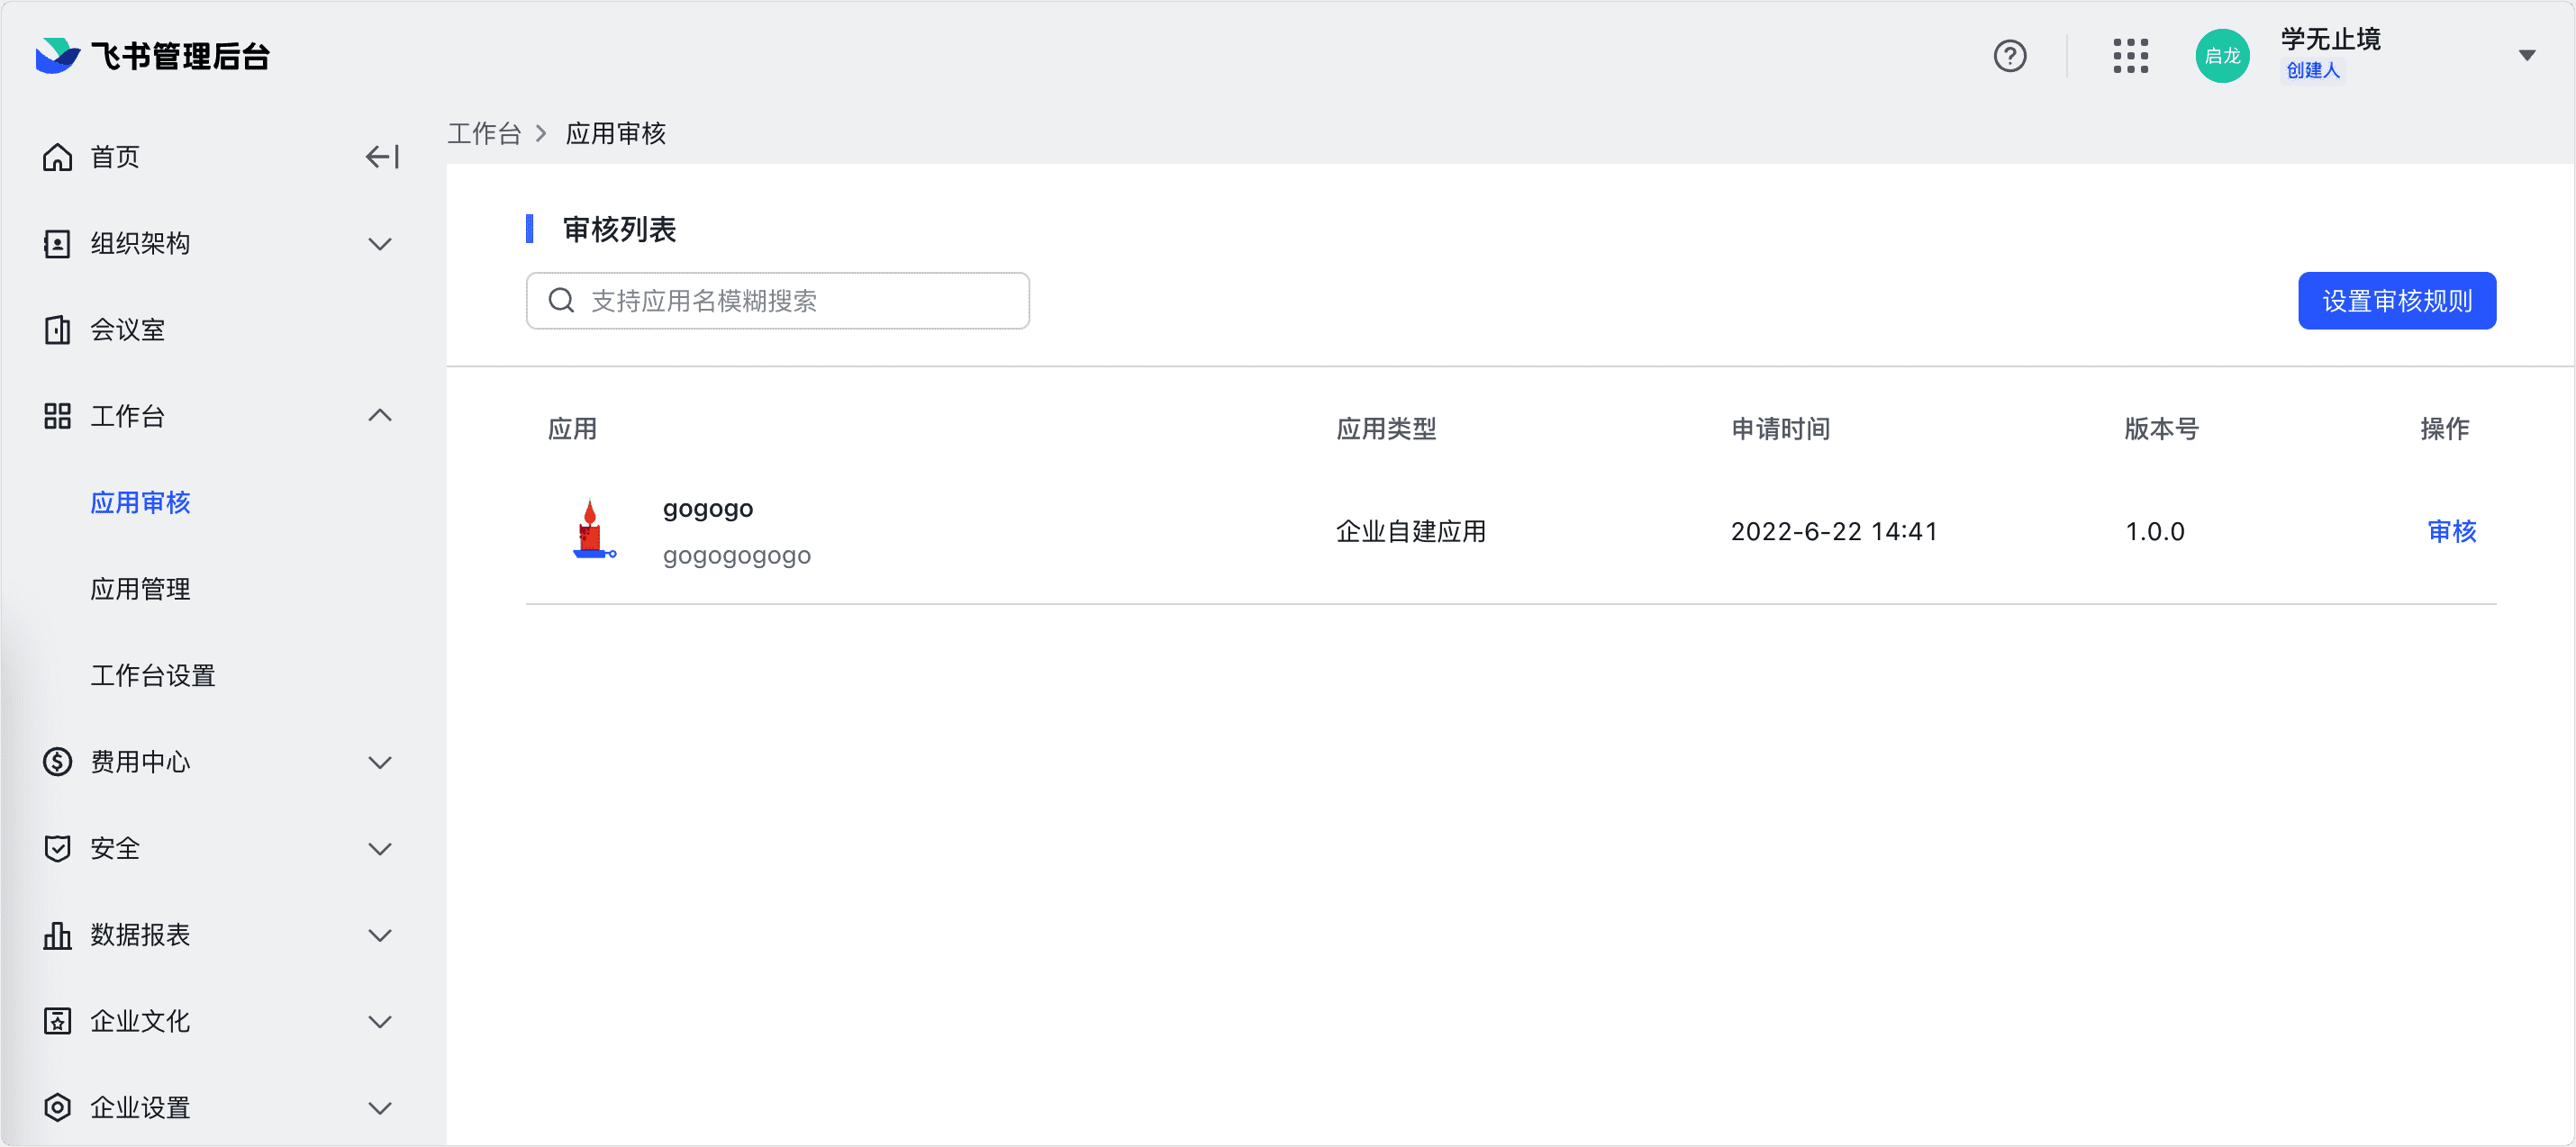 飞书管理后台
启龙
学无止境
创建人
首页
组织架构
会议室
工作台
应用审核
应用管理
工作台设置
费用中心
安全
数据报表
企业文化
企业设置
工作台 > 应用审核
审核列表
支持应用名模糊搜索
设置审核规则
应用 应用类型 申请时间 版本号 操作
gogogo
gogogogogo
企业自建应用 2022-6-22 14:41 1.0.0 审核